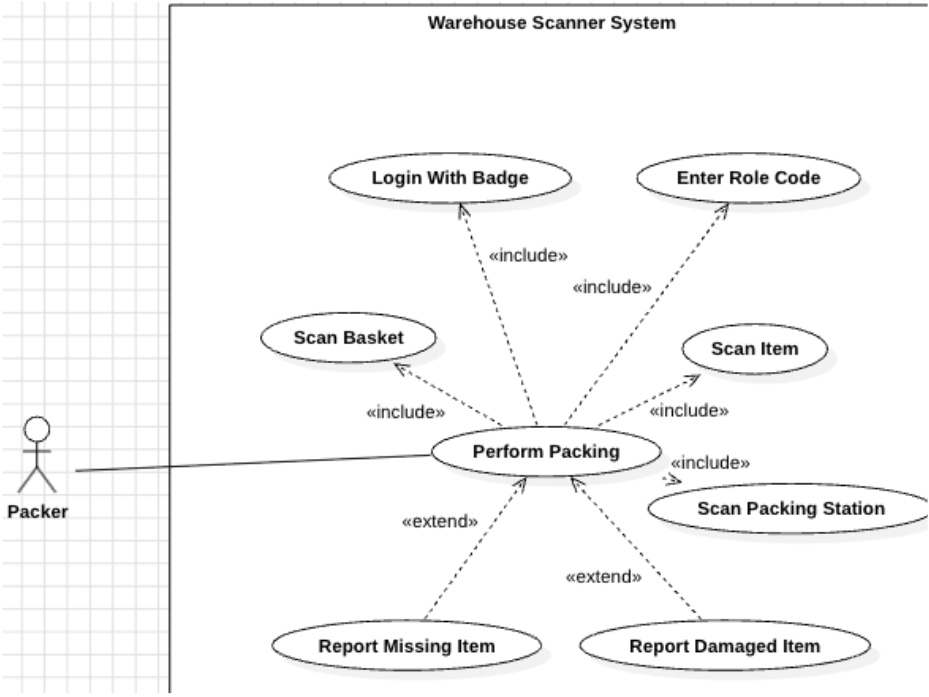 Warehouse Scanner System
Login With Badge
Enter Role Code
«include»
«include»
Scan Basket
Scan Item
«include»
«include»
Perform Packing
«include»
Packer
Scan Packing Station
«extend»
«extend»
Report Missing Item
Report Damaged Item